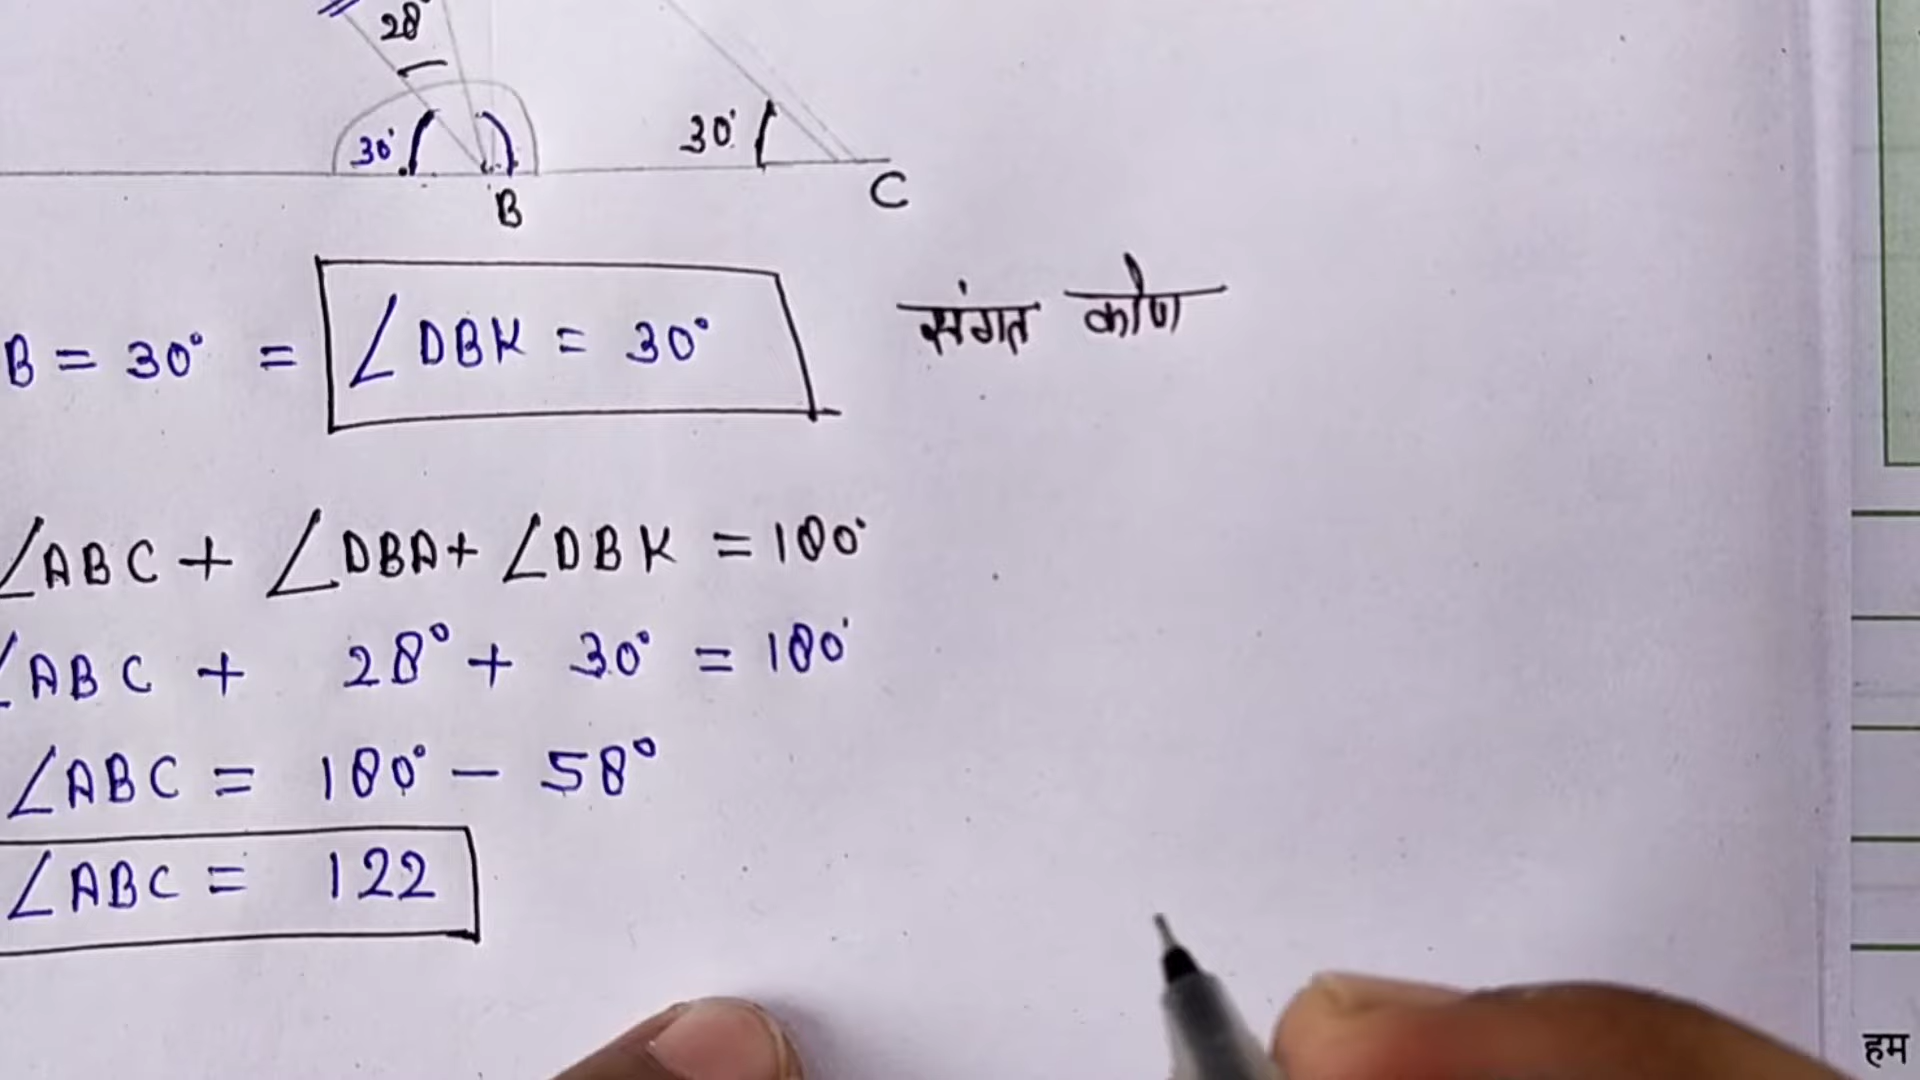 28°
30°
30°
B
C
B = 30° = ∠DBK = 30° संगत कोण
∠ABC + ∠DBA + ∠DBK = 180°
∠ABC + 28° + 30° = 180°
∠ABC = 180° - 58°
∠ABC = 122
हम